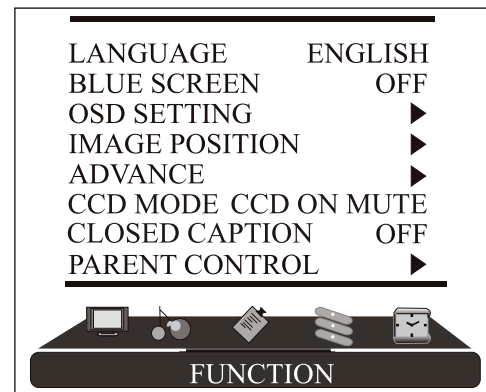 LANGUAGE ENGLISH
BLUE SCREEN OFF
OSD SETTING ▶
IMAGE POSITION ▶
ADVANCE ▶
CCD MODE CCD ON MUTE
CLOSED CAPTION OFF
PARENT CONTROL ▶
FUNCTION